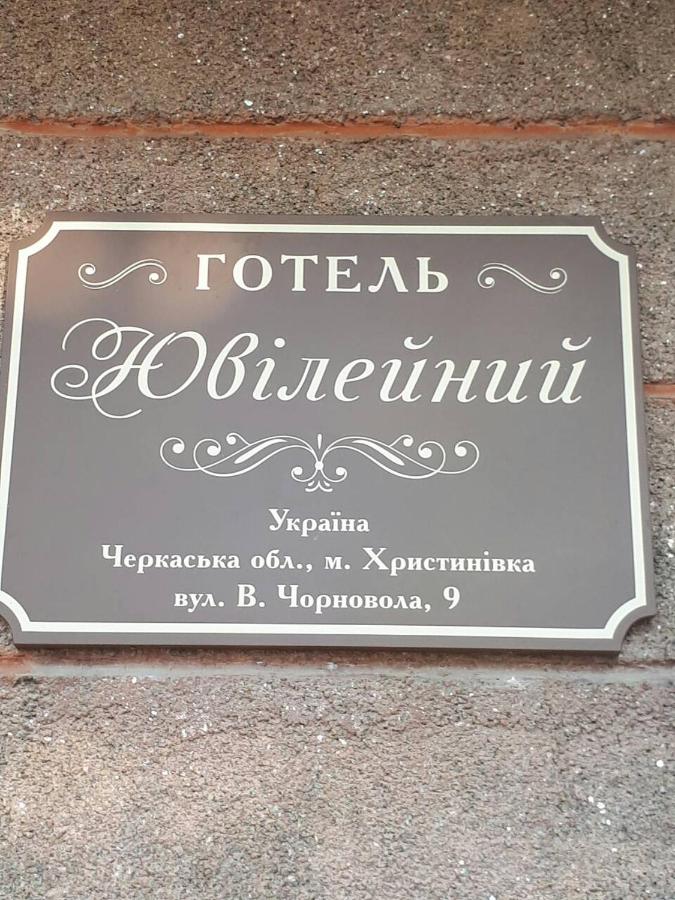 ГОТЕЛЬ
Ювілейний
Україна
Черкаська обл., м. Христинівка
вул. В. Чорновола, 9